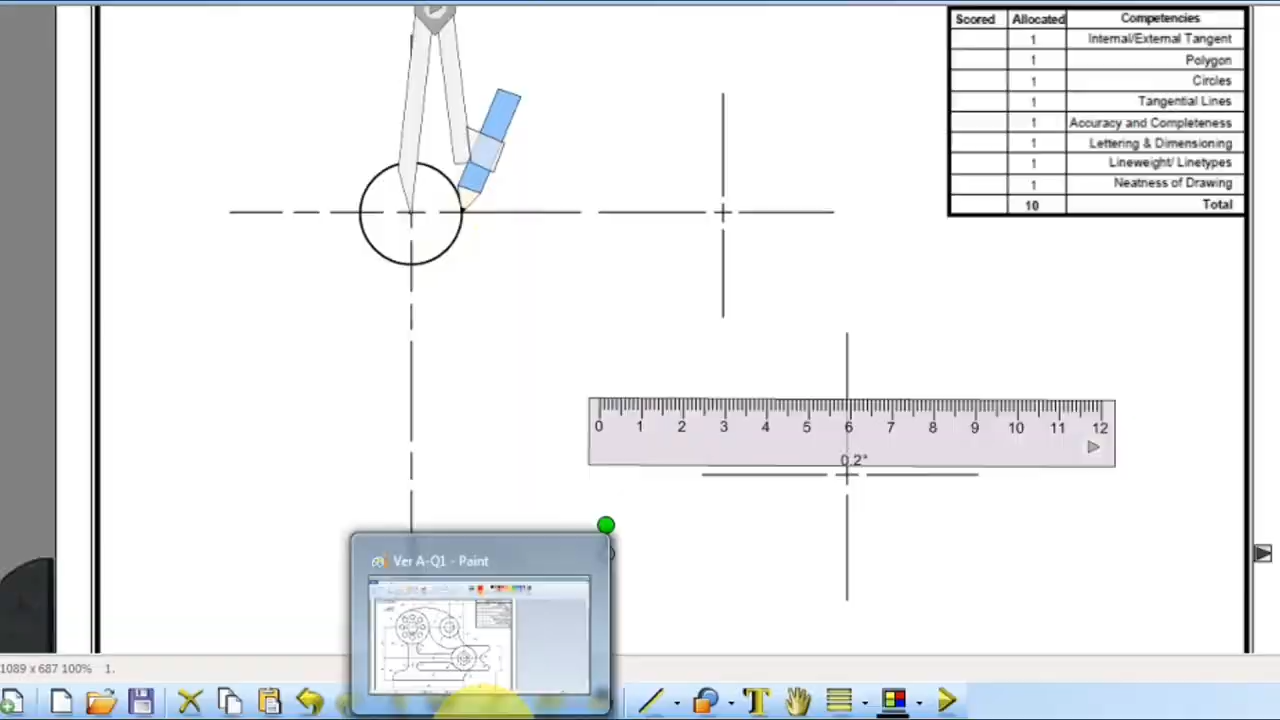 Scored Allocated Competencies
1 Internal/External Tangent
1 Polygon
1 Circles
1 Tangential Lines
1 Accuracy and Completeness
1 Lettering & Dimensioning
1 Lineweight/ Linetypes
1 Neatness of Drawing
10 Total
0 1 2 3 4 5 6 7 8 9 10 11 12
0.2°
Ver A-Q1 - Paint
1089 x 687 100% 1.